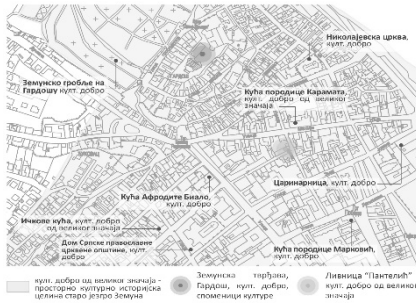 Николајевска црква,
култ. добро
Земунско гробље на
Гардошу култ. добро
Кућа породице Карамата,
култ. добро од великог
значаја
Царинарница, култ.
добро
Кућа Афродите Биало,
култ. добро
Ичкова кућа, култ. добро
од великог значаја
Дом Српске православне
црквене општине, култ.
добро
Кућа породице Марковић,
култ. добро
култ. добро од великог значаја -
просторно културно историјска
целина старо језгро Земуна
Земунска тврђава,
Гардош, култ. добро,
споменици културе
Ливница "Пантелић"
култ. добро од великог
значаја